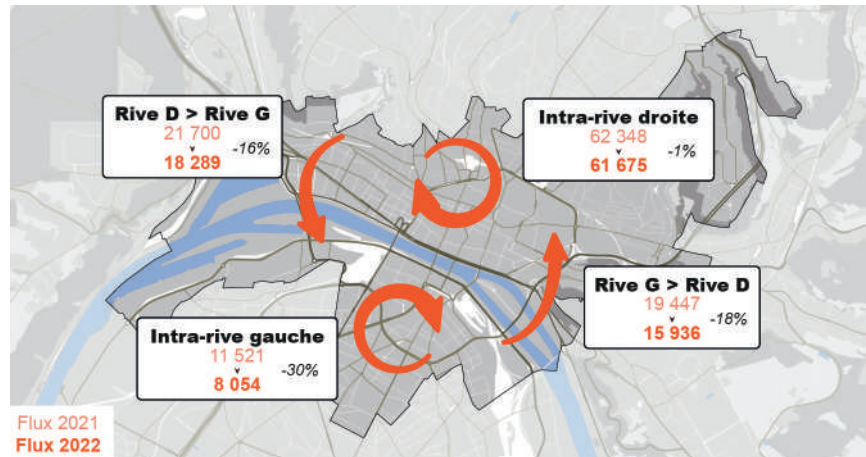 Rive D > Rive G
21 700
18 289
-16%
Intra-rive droite
62 348
61 675
-1%
Rive G > Rive D
19 447
15 936
-18%
Intra-rive gauche
11 521
8 054
-30%
Flux 2021
Flux 2022